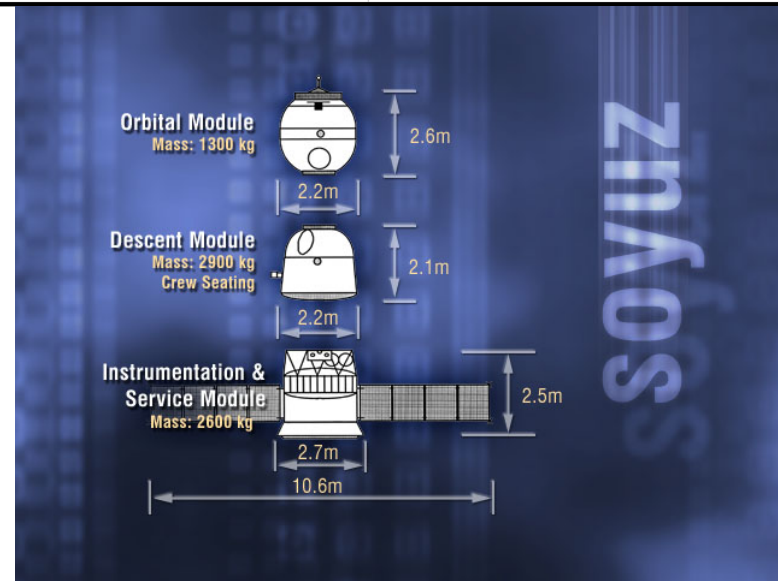 Orbital Module
Mass: 1300 kg
2.6m
2.2m
Descent Module
Mass: 2900 kg
Crew Seating
2.1m
2.2m
Instrumentation &
Service Module
Mass: 2600 kg
2.5m
2.7m
10.6m
soyuz